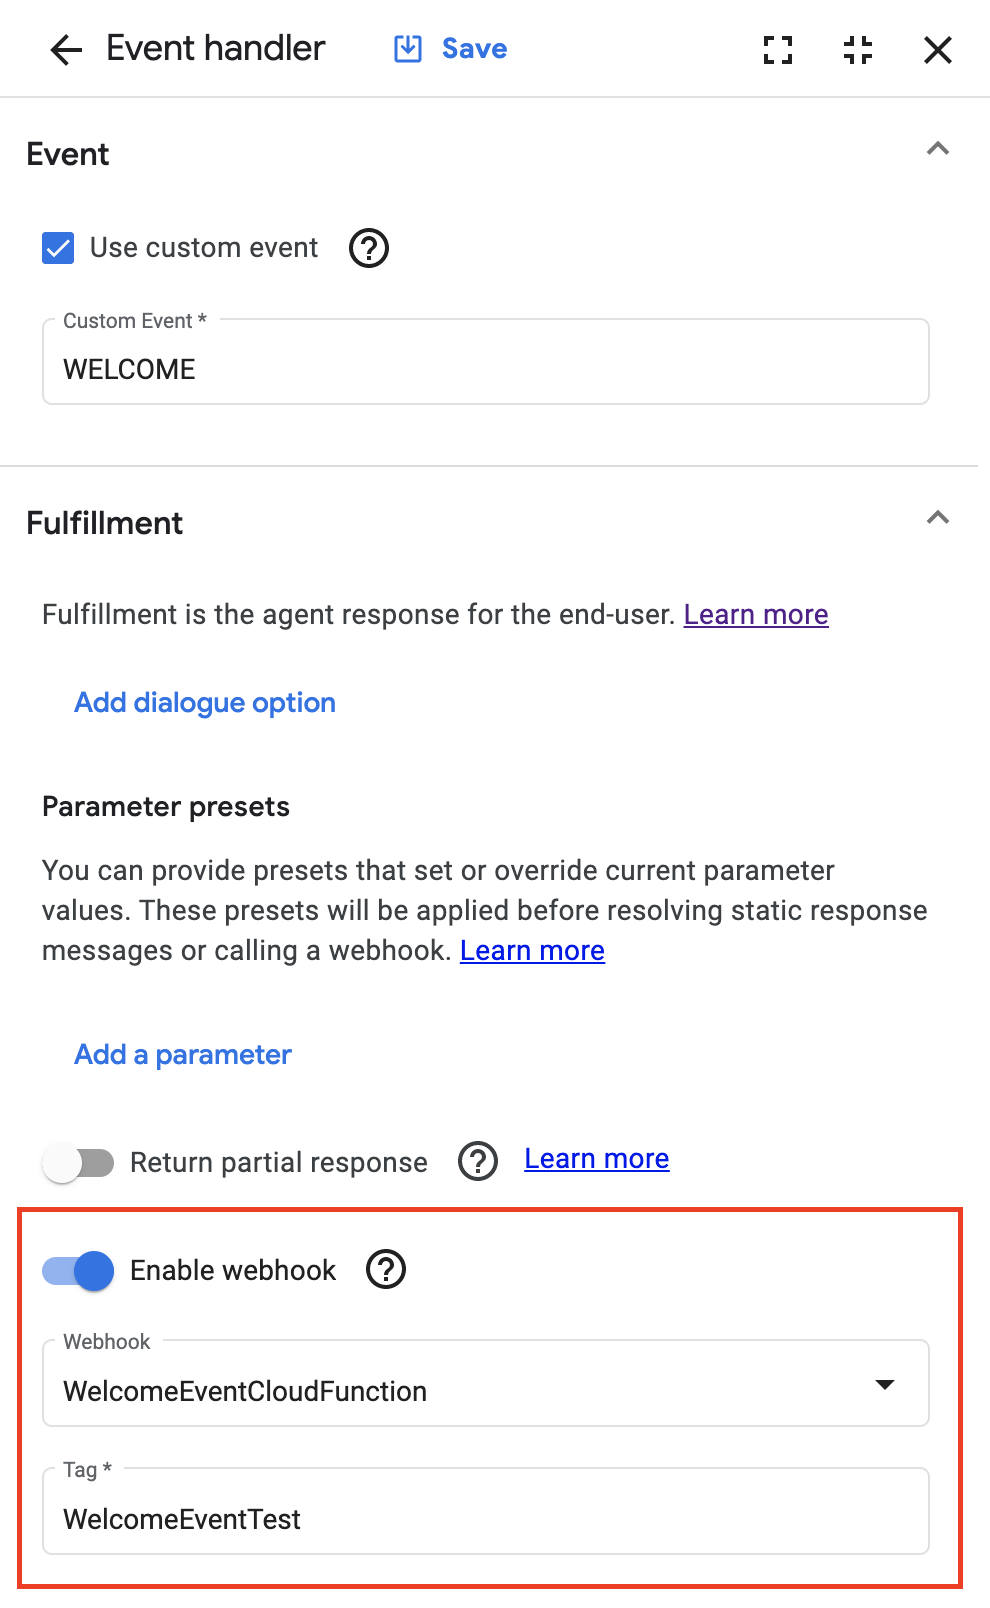 Event handler Save
Event
Use custom event
Custom Event *
WELCOME
Fulfillment
Fulfillment is the agent response for the end-user. Learn more
Add dialogue option
Parameter presets
You can provide presets that set or override current parameter
values. These presets will be applied before resolving static response
messages or calling a webhook. Learn more
Add a parameter
Return partial response Learn more
Enable webhook
Webhook
WelcomeEventCloudFunction
Tag *
WelcomeEventTest